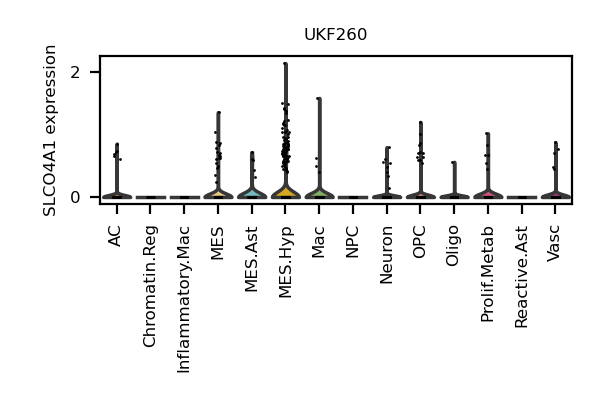 UKF260
SLCO4A1 expression
2
0
AC
Chromatin.Reg
Inflammatory.Mac
MES
MES.Ast
MES.Hyp
Mac
NPC
Neuron
OPC
Oligo
Prolif.Metab
Reactive.Ast
Vasc